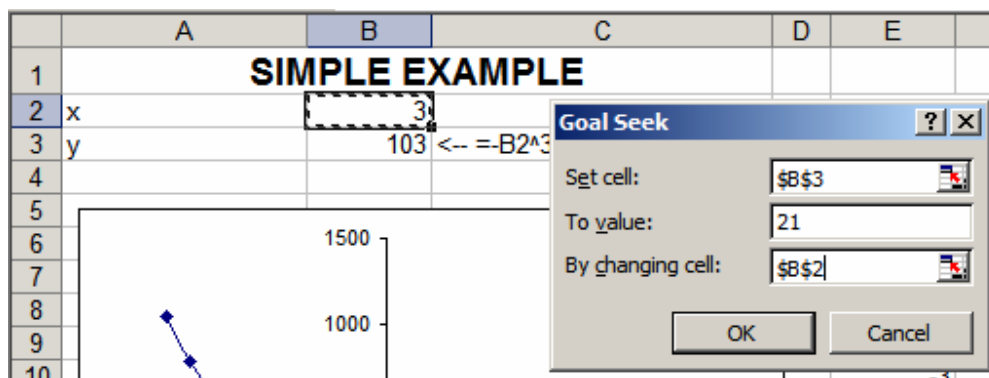 A B C D E
1 SIMPLE EXAMPLE
2 x 3
3 y 103 <-- =-B2^3
4
5
6 1500
7
8
9 1000
10
Goal Seek
Set cell: $B$3
To value: 21
By changing cell: $B$2
OK Cancel